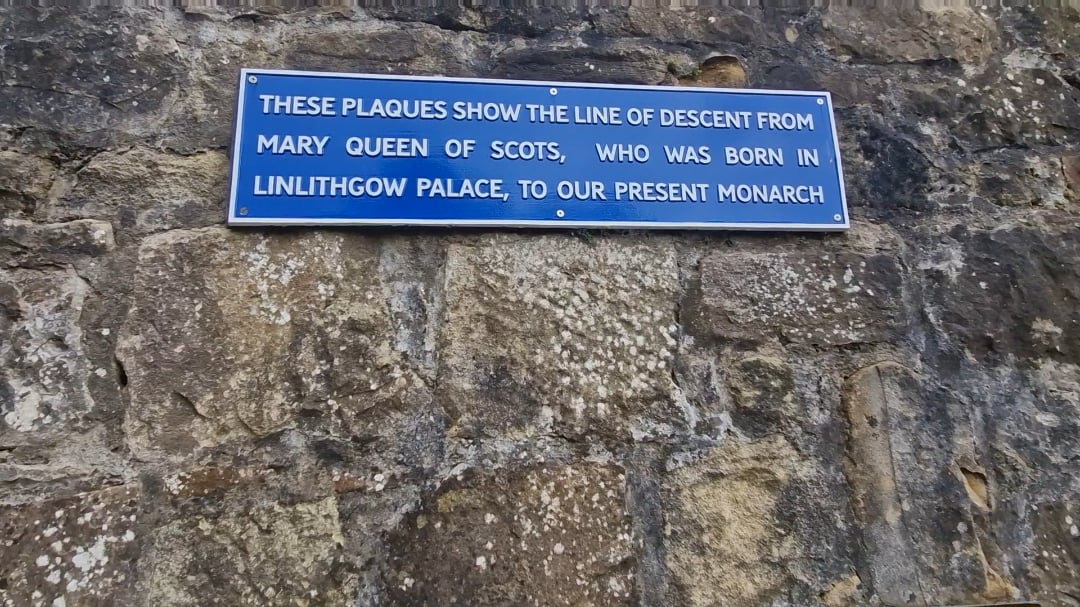 THESE PLAQUES SHOW THE LINE OF DESCENT FROM
MARY QUEEN OF SCOTS, WHO WAS BORN IN
LINLITHGOW PALACE, TO OUR PRESENT MONARCH